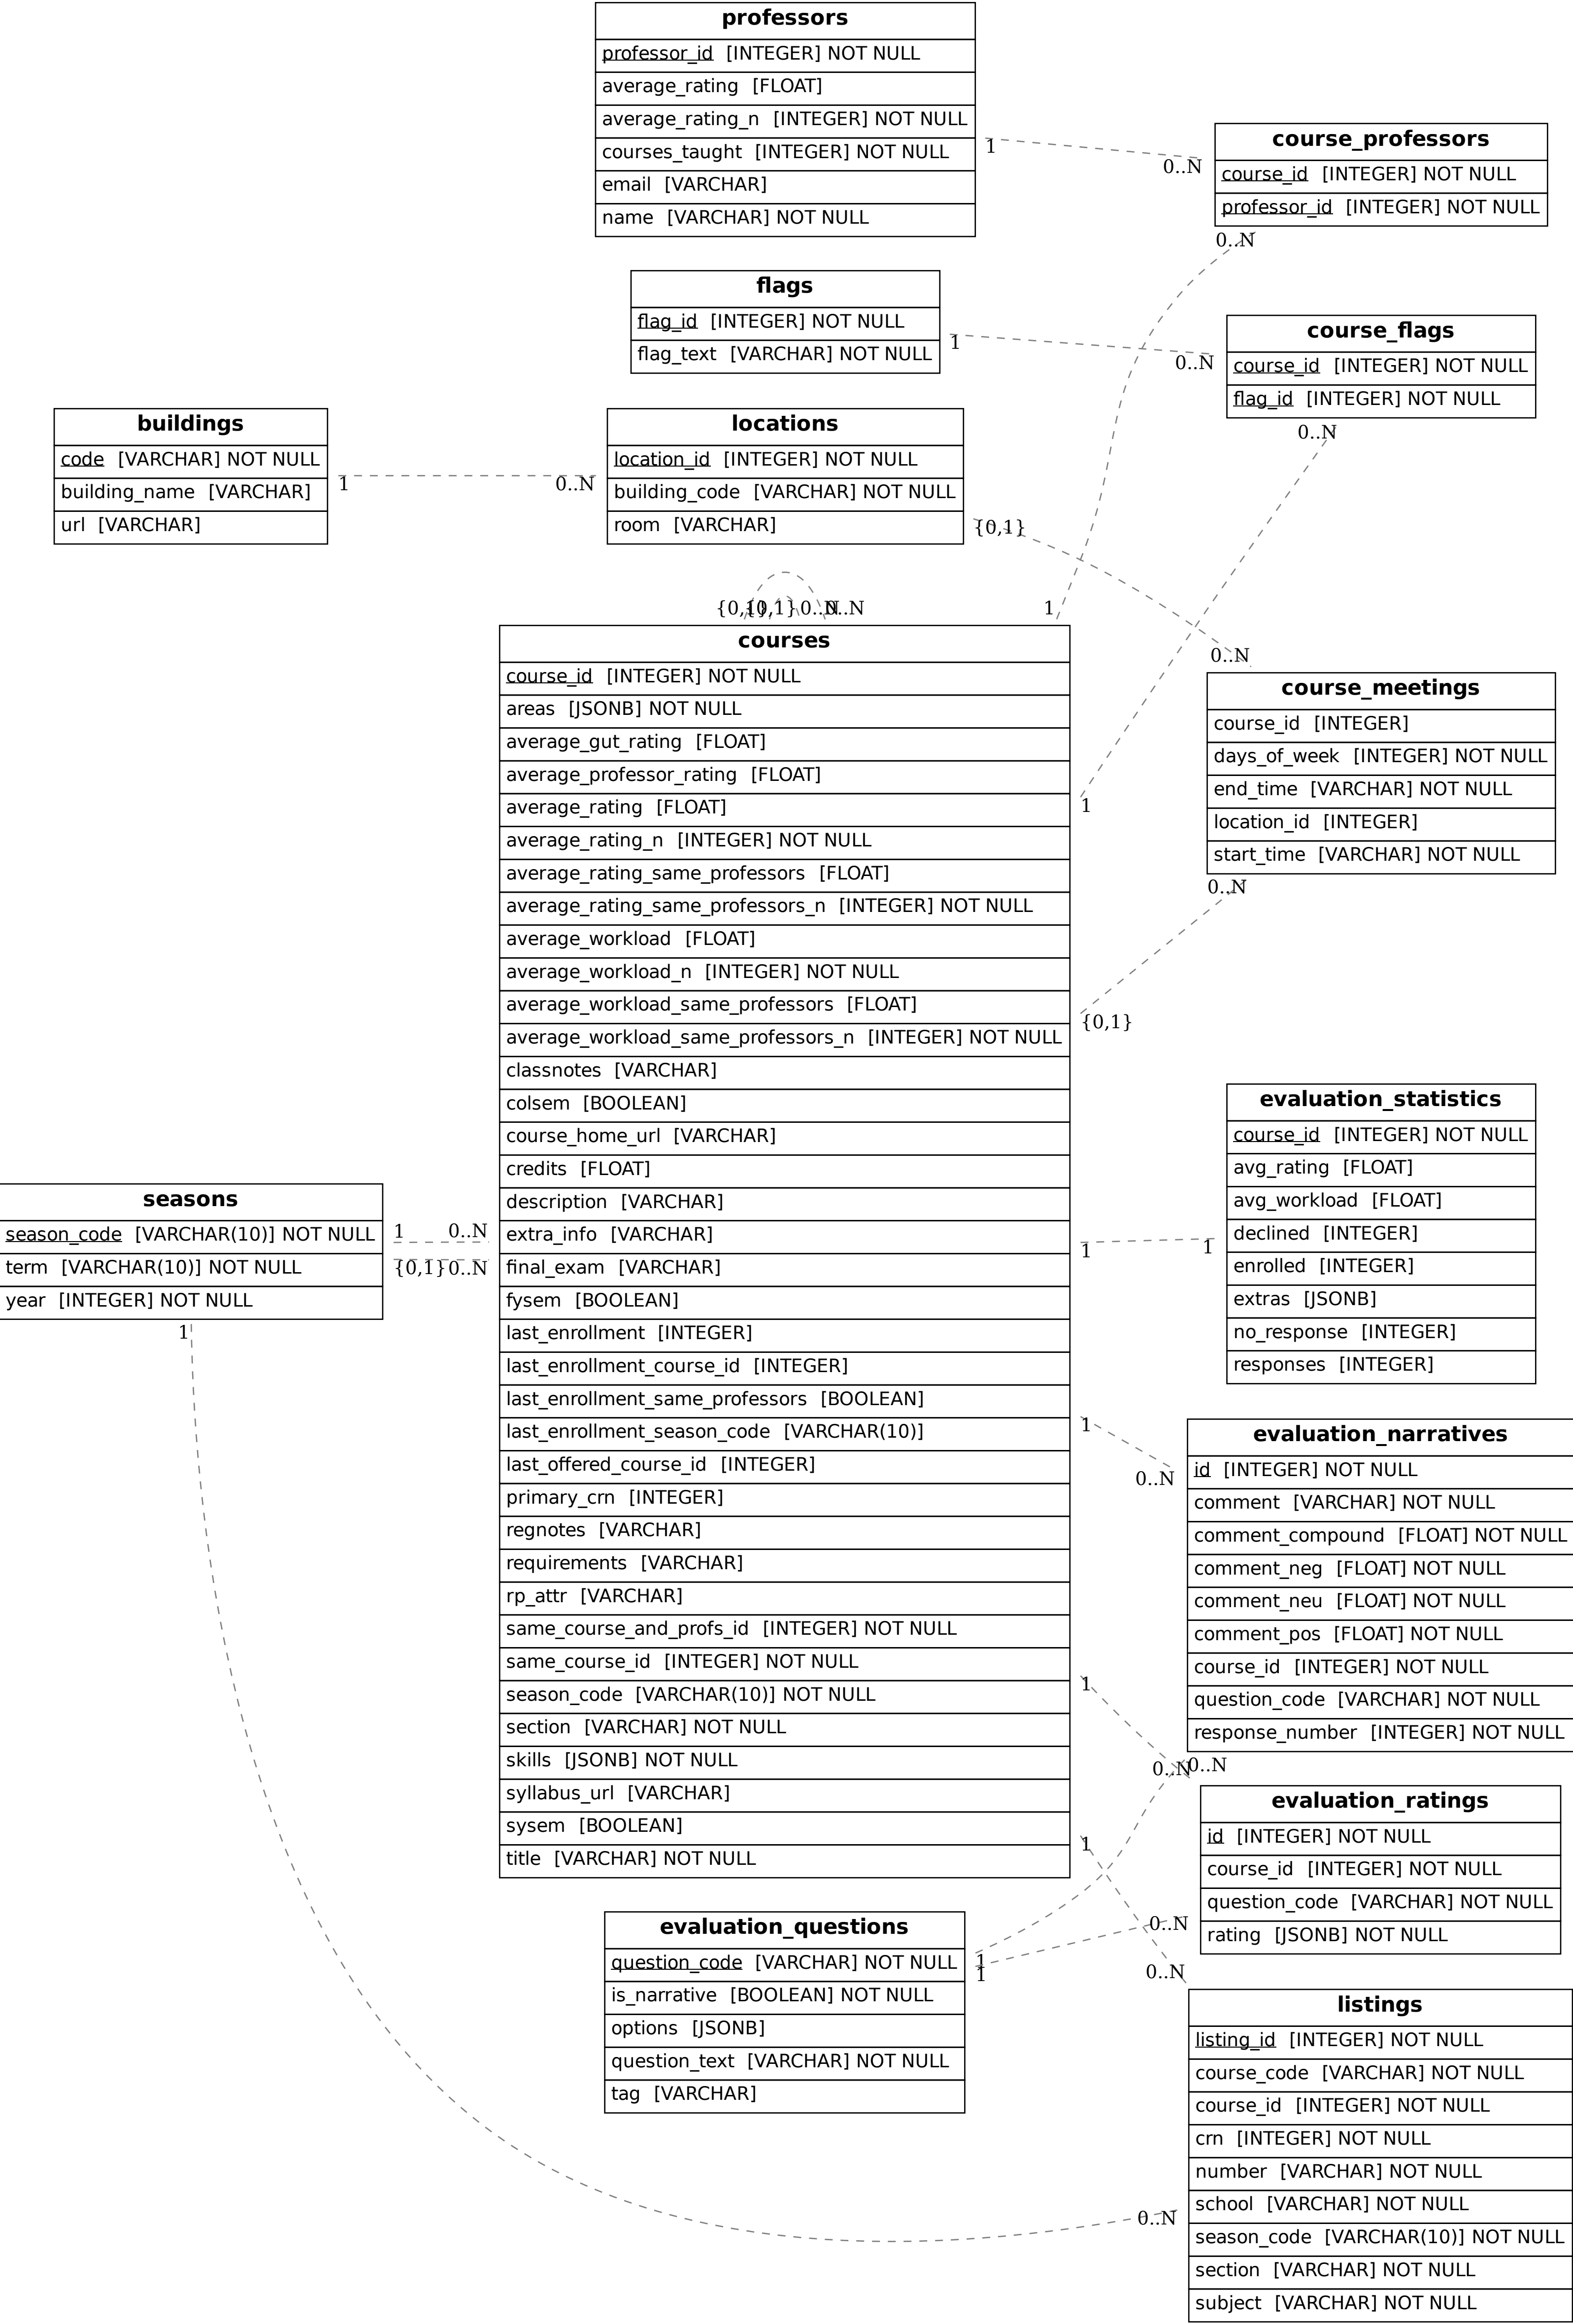 professors
professor_id [INTEGER] NOT NULL
average_rating [FLOAT]
average_rating_n [INTEGER] NOT NULL
courses_taught [INTEGER] NOT NULL
email [VARCHAR]
name [VARCHAR] NOT NULL
1
0..N
course_professors
course_id [INTEGER] NOT NULL
professor_id [INTEGER] NOT NULL
0..N
flags
flag_id [INTEGER] NOT NULL
flag_text [VARCHAR] NOT NULL
1
0..N
course_flags
course_id [INTEGER] NOT NULL
flag_id [INTEGER] NOT NULL
0..N
buildings
code [VARCHAR] NOT NULL
building_name [VARCHAR]
url [VARCHAR]
1
0..N
locations
location_id [INTEGER] NOT NULL
building_code [VARCHAR] NOT NULL
room [VARCHAR]
{0,1}
0..N
{0,1}
{0,1}
0..N
0..N
1
courses
course_id [INTEGER] NOT NULL
areas [JSONB] NOT NULL
average_gut_rating [FLOAT]
average_professor_rating [FLOAT]
average_rating [FLOAT]
average_rating_n [INTEGER] NOT NULL
average_rating_same_professors [FLOAT]
average_rating_same_professors_n [INTEGER] NOT NULL
average_workload [FLOAT]
average_workload_n [INTEGER] NOT NULL
average_workload_same_professors [FLOAT]
average_workload_same_professors_n [INTEGER] NOT NULL
classnotes [VARCHAR]
colsem [BOOLEAN]
course_home_url [VARCHAR]
credits [FLOAT]
description [VARCHAR]
extra_info [VARCHAR]
final_exam [VARCHAR]
fysem [BOOLEAN]
last_enrollment [INTEGER]
last_enrollment_course_id [INTEGER]
last_enrollment_same_professors [BOOLEAN]
last_enrollment_season_code [VARCHAR(10)]
last_offered_course_id [INTEGER]
primary_crn [INTEGER]
regnotes [VARCHAR]
requirements [VARCHAR]
rp_attr [VARCHAR]
same_course_and_profs_id [INTEGER] NOT NULL
same_course_id [INTEGER] NOT NULL
season_code [VARCHAR(10)] NOT NULL
section [VARCHAR] NOT NULL
skills [JSONB] NOT NULL
syllabus_url [VARCHAR]
sysem [BOOLEAN]
title [VARCHAR] NOT NULL
1
course_meetings
course_id [INTEGER]
days_of_week [INTEGER] NOT NULL
end_time [VARCHAR] NOT NULL
location_id [INTEGER]
start_time [VARCHAR] NOT NULL
0..N
{0,1}
seasons
season_code [VARCHAR(10)] NOT NULL
term [VARCHAR(10)] NOT NULL
year [INTEGER] NOT NULL
1
0..N
{0,1}
0..N
1
evaluation_statistics
course_id [INTEGER] NOT NULL
avg_rating [FLOAT]
avg_workload [FLOAT]
declined [INTEGER]
enrolled [INTEGER]
extras [JSONB]
no_response [INTEGER]
responses [INTEGER]
1
1
1
0..N
evaluation_narratives
id [INTEGER] NOT NULL
comment [VARCHAR] NOT NULL
comment_compound [FLOAT] NOT NULL
comment_neg [FLOAT] NOT NULL
comment_neu [FLOAT] NOT NULL
comment_pos [FLOAT] NOT NULL
course_id [INTEGER] NOT NULL
question_code [VARCHAR] NOT NULL
response_number [INTEGER] NOT NULL
1
0..N
0..N
evaluation_ratings
id [INTEGER] NOT NULL
course_id [INTEGER] NOT NULL
question_code [VARCHAR] NOT NULL
rating [JSONB] NOT NULL
1
0..N
evaluation_questions
question_code [VARCHAR] NOT NULL
is_narrative [BOOLEAN] NOT NULL
options [JSONB]
question_text [VARCHAR] NOT NULL
tag [VARCHAR]
1
1
0..N
listings
listing_id [INTEGER] NOT NULL
course_code [VARCHAR] NOT NULL
course_id [INTEGER] NOT NULL
crn [INTEGER] NOT NULL
number [VARCHAR] NOT NULL
school [VARCHAR] NOT NULL
season_code [VARCHAR(10)] NOT NULL
section [VARCHAR] NOT NULL
subject [VARCHAR] NOT NULL
0..N